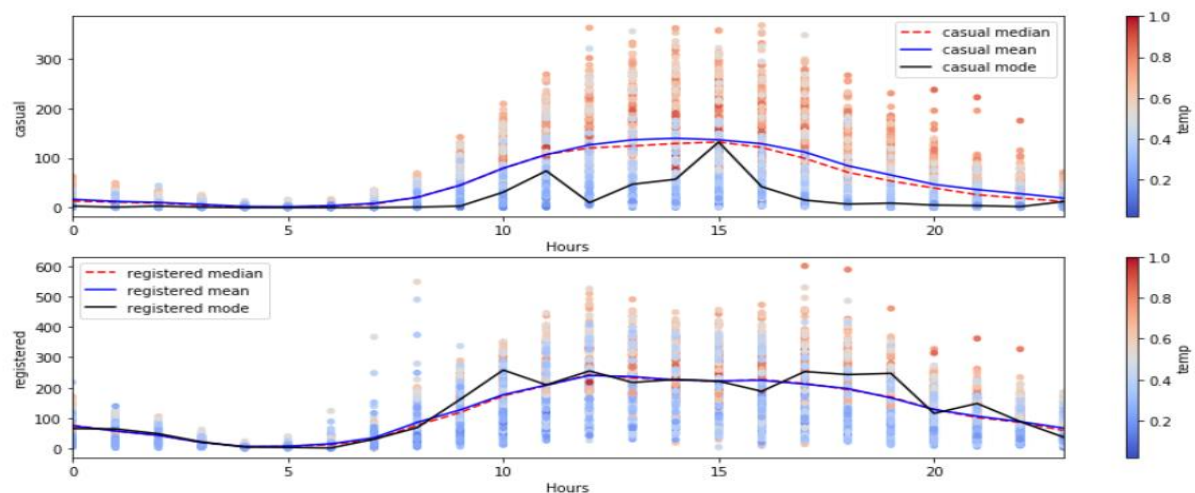 casual
300
200
100
0
casual median
casual mean
casual mode
0
5
10
15
20
Hours
1.0
0.8
0.6
0.4
0.2
temp
registered
600
500
400
300
200
100
0
registered median
registered mean
registered mode
0
5
10
15
20
Hours
1.0
0.8
0.6
0.4
0.2
temp